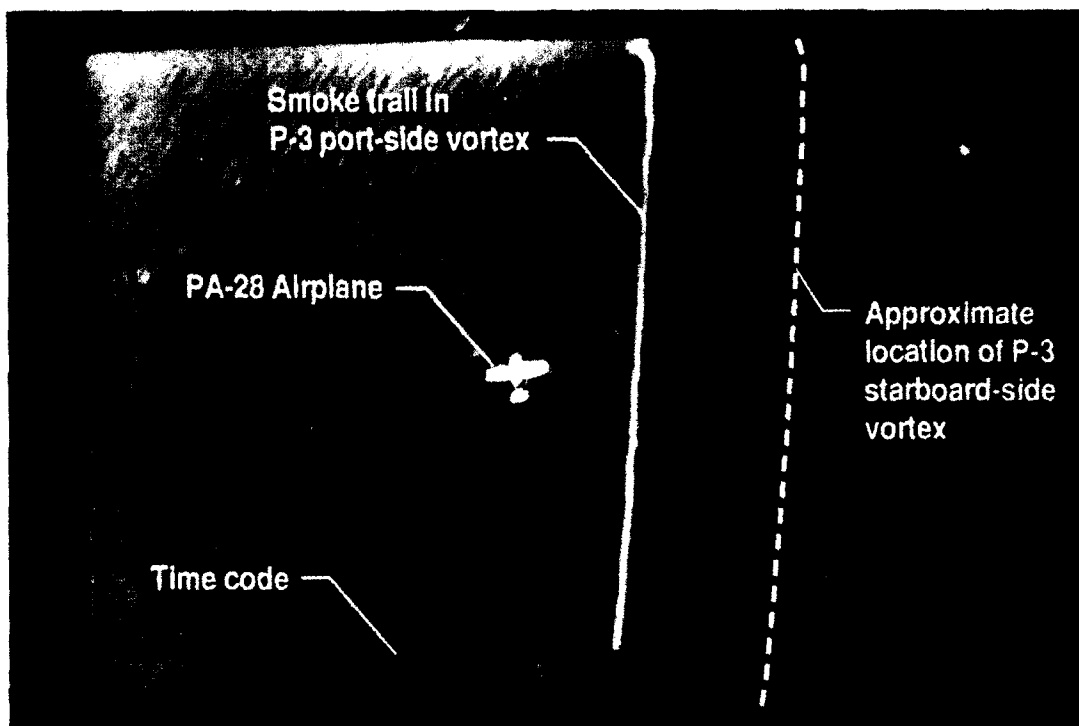 Smoke trail in
P-3 port-side vortex
PA-28 Airplane
Approximate
location of P-3
starboard-side
vortex
Time code